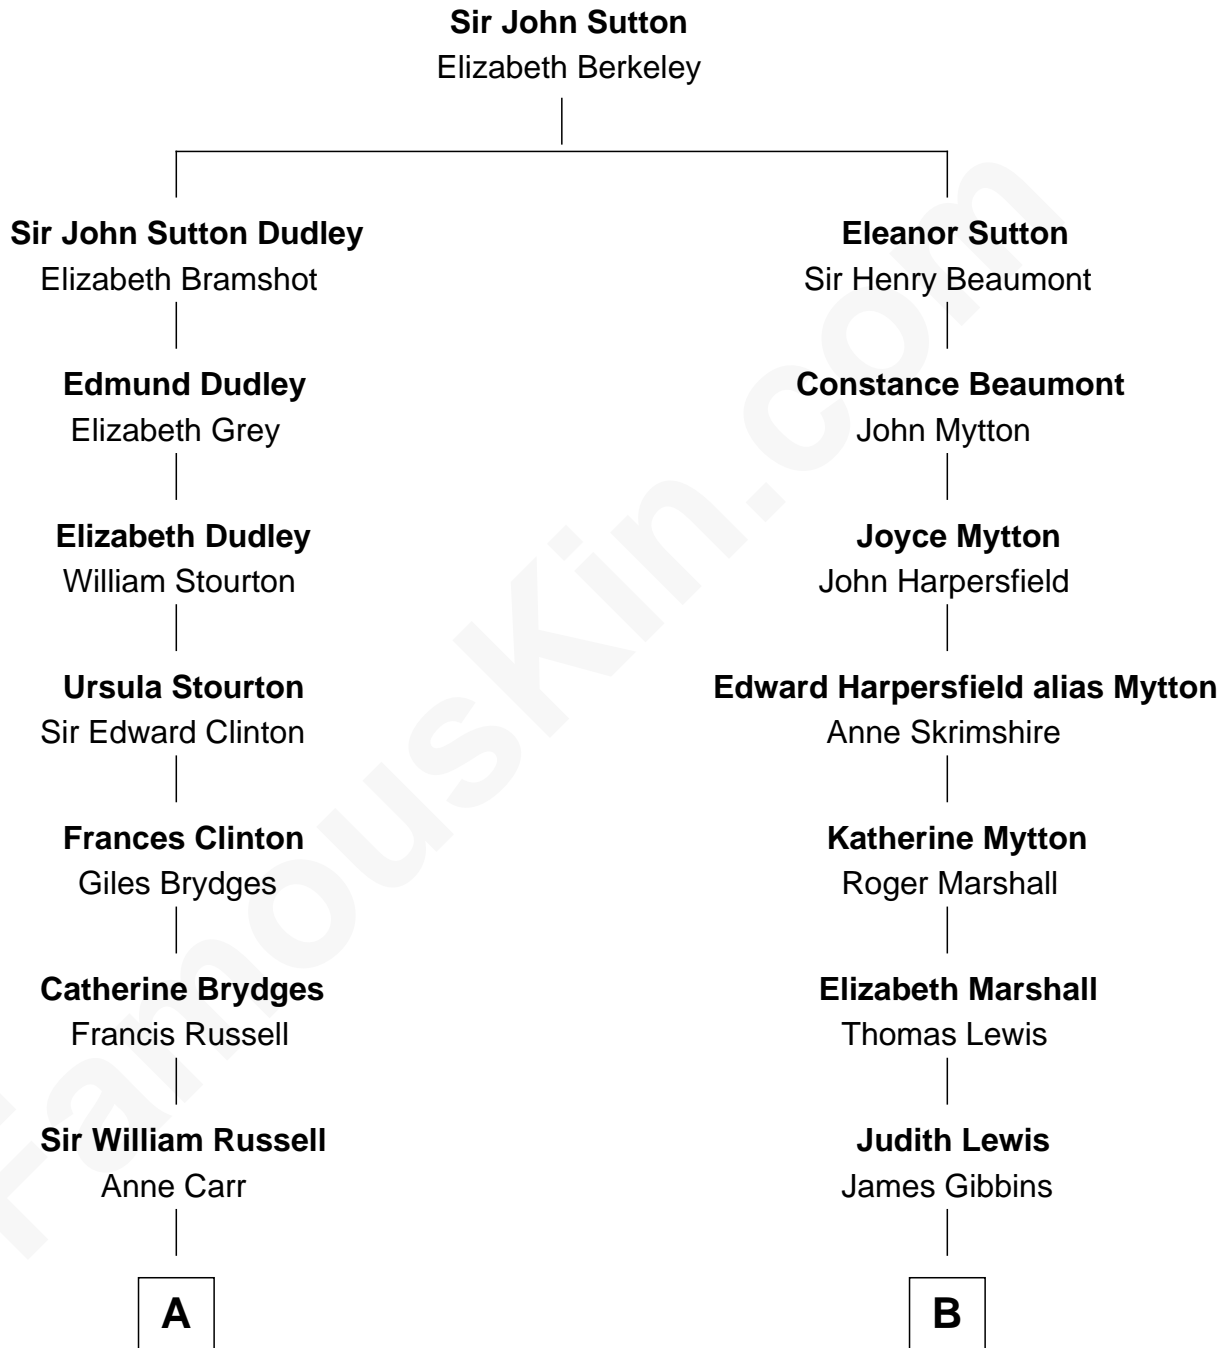 Sir John Sutton
Elizabeth Berkeley
Sir John Sutton Dudley
Elizabeth Bramshot
Edmund Dudley
Elizabeth Grey
Elizabeth Dudley
William Stourton
Ursula Stourton
Sir Edward Clinton
Frances Clinton
Giles Brydges
Catherine Brydges
Francis Russell
Sir William Russell
Anne Carr
A
Eleanor Sutton
Sir Henry Beaumont
Constance Beaumont
John Mytton
Joyce Mytton
John Harpersfield
Edward Harpersfield alias Mytton
Anne Skrimshire
Katherine Mytton
Roger Marshall
Elizabeth Marshall
Thomas Lewis
Judith Lewis
James Gibbins
B
FamousKin.com